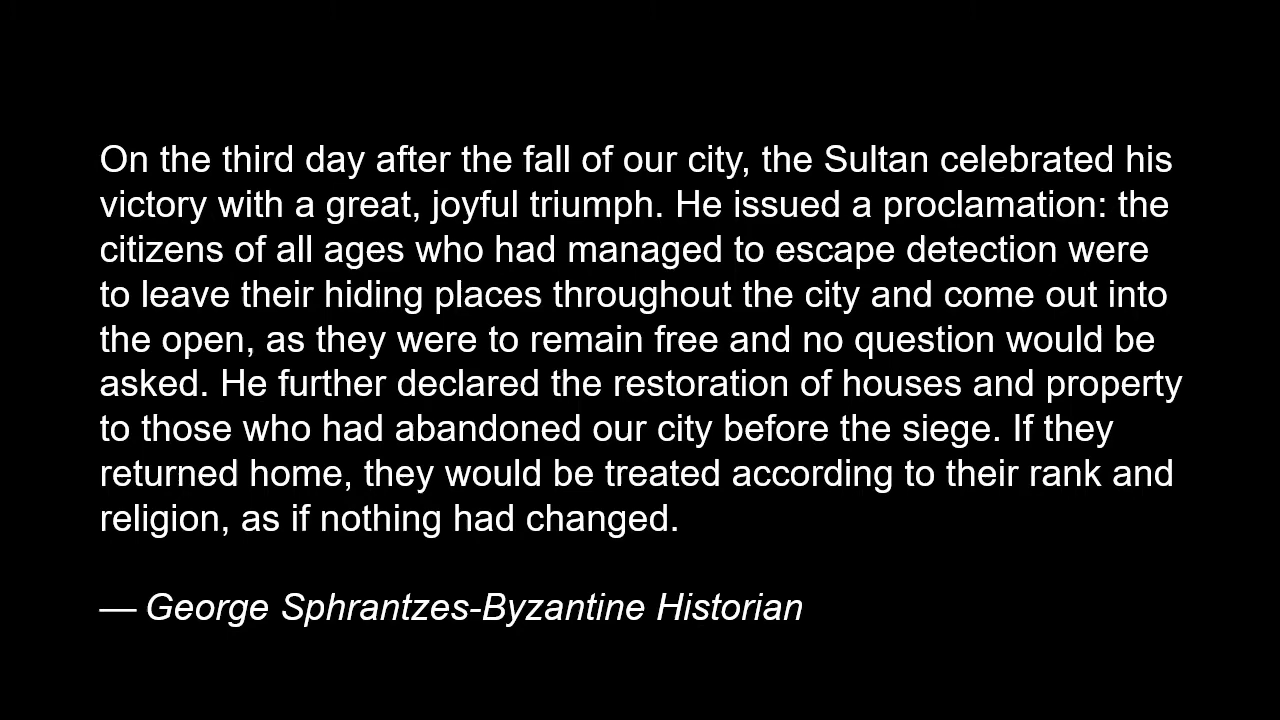 On the third day after the fall of our city, the Sultan celebrated his
victory with a great, joyful triumph. He issued a proclamation: the
citizens of all ages who had managed to escape detection were
to leave their hiding places throughout the city and come out into
the open, as they were to remain free and no question would be
asked. He further declared the restoration of houses and property
to those who had abandoned our city before the siege. If they
returned home, they would be treated according to their rank and
religion, as if nothing had changed.
— George Sphrantzes-Byzantine Historian